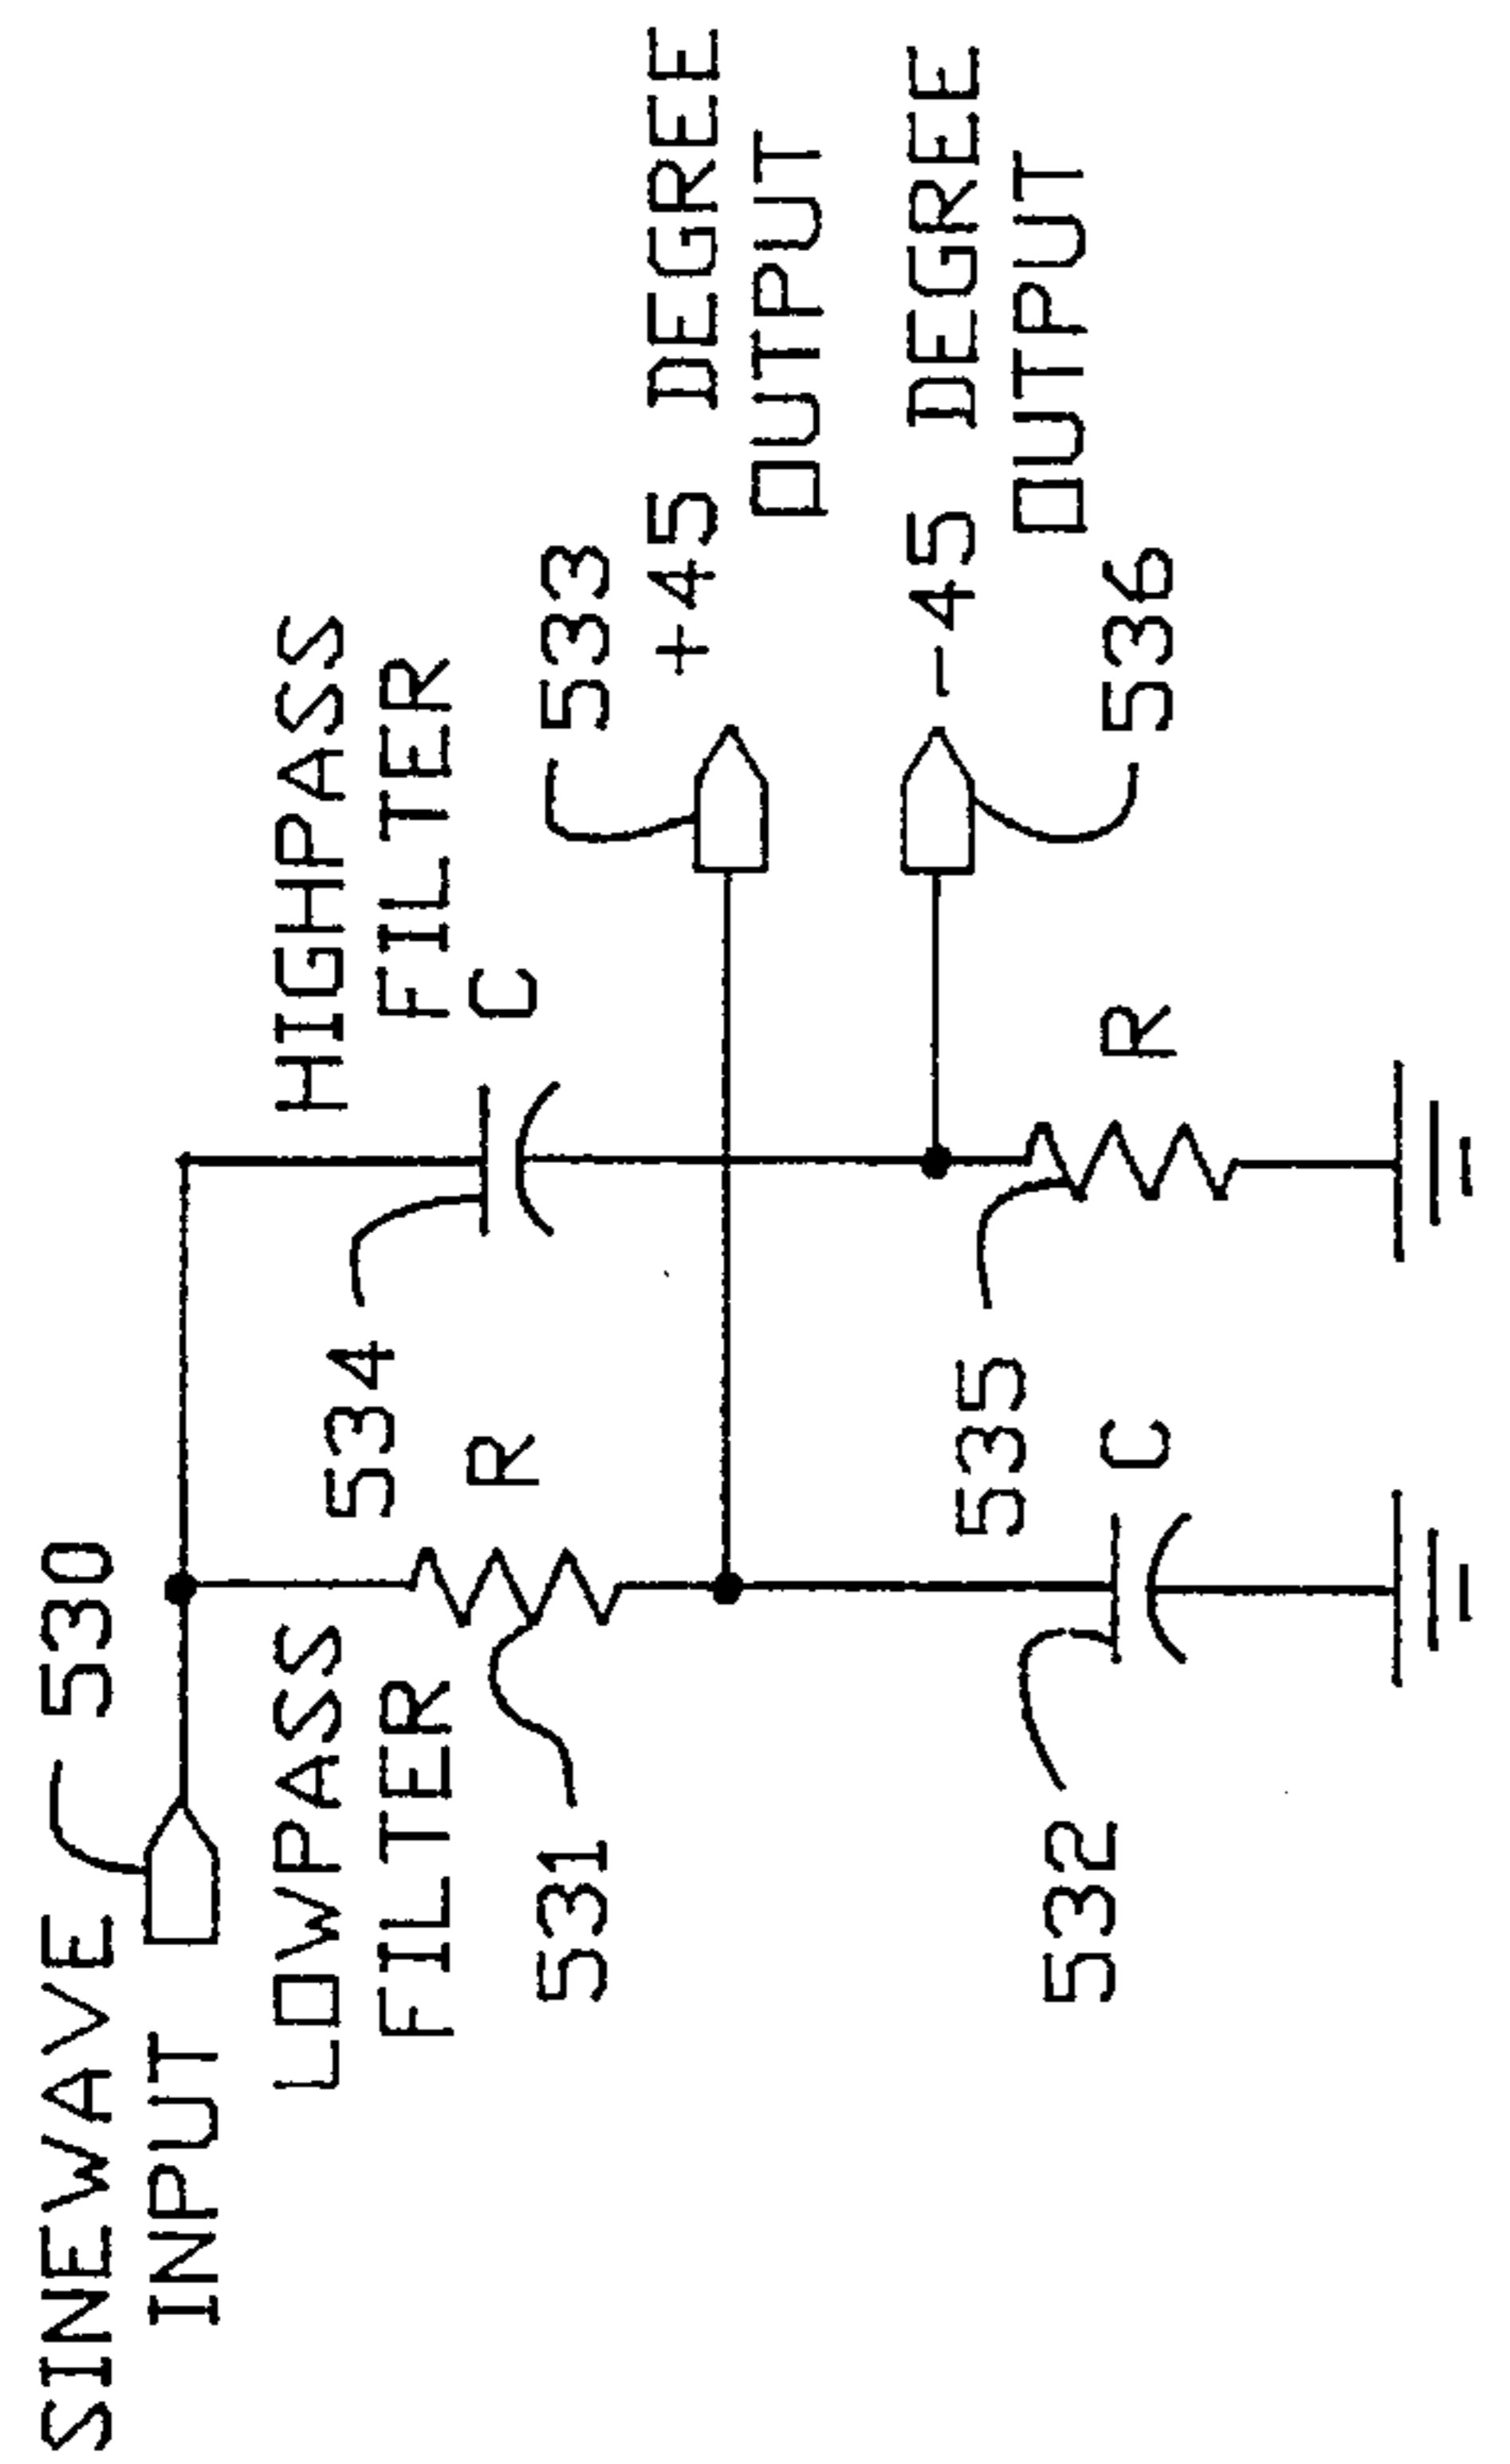 SINEWAVE 530
INPUT
LOWPASS
FILTER
HIGHPASS
FILTER
534
R
C
531
533
+45 DEGREE
OUTPUT
-45 DEGREE
OUTPUT
535
536
532
C
R